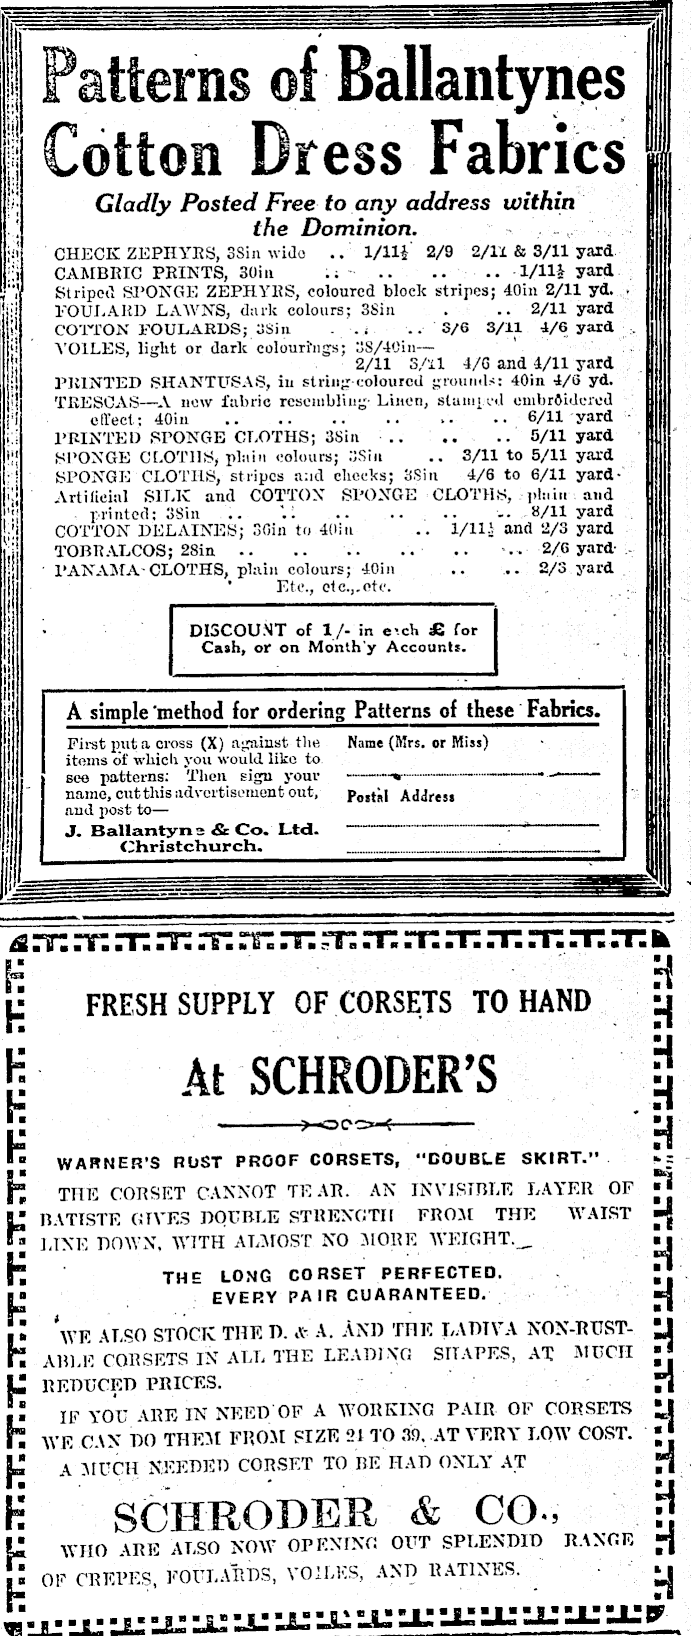 Patterns of Ballantynes
Cotton Dress Fabrics
Gladly Posted Free to any address within
the Dominion.
CHECK ZEPHYRS, 38in wide .. 1/11½ 2/9 2/11 & 3/11 yard
CAMBRIC PRINTS, 30in .. .. .. .. 1/11½ yard
Striped SPONGE ZEPHYRS, coloured block stripes; 40in 2/11 yd.
FOULARD LAWNS, dark colours; 38in . .. 2/11 yard
COTTON FOULARDS; 38in . .. .. 3/6 3/11 4/6 yard
VOILES, light or dark colourings; 38/40in—
2/11 3/11 4/6 and 4/11 yard
PRINTED SHANTUSAS, in string-coloured grounds; 40in 4/6 yd.
TRESCAS—A new fabric resembling Linen, stamped embroidered
effect; 40in .. .. .. .. .. .. 6/11 yard
PRINTED SPONGE CLOTHS; 38in .. .. .. 5/11 yard
SPONGE CLOTHS, plain colours; 38in .. 3/11 to 5/11 yard
SPONGE CLOTHS, stripes and checks; 38in 4/6 to 6/11 yard
Artificial SILK and COTTON SPONGE CLOTHS, plain and
printed; 38in .. .. .. .. .. .. 8/11 yard
COTTON DELAINES; 36in to 40in .. 1/11½ and 2/3 yard
TOBRALCOS; 28in .. .. .. .. .. .. 2/6 yard
PANAMA CLOTHS, plain colours; 40in .. .. 2/3 yard
Etc., etc., etc.
DISCOUNT of 1/- in each £ for
Cash, or on Month'y Accounts.
A simple method for ordering Patterns of these Fabrics.
First put a cross (X) against the
items of which you would like to
see patterns: Then sign your
name, cut this advertisement out,
and post to—
J. Ballantyne & Co. Ltd.
Christchurch.
Name (Mrs. or Miss)
Postal Address
FRESH SUPPLY OF CORSETS TO HAND
At SCHRODER'S
WARNER'S RUST PROOF CORSETS, "DOUBLE SKIRT."
THE CORSET CANNOT TEAR. AN INVISIBLE LAYER OF
BATISTE GIVES DOUBLE STRENGTH FROM THE WAIST
LINE DOWN, WITH ALMOST NO MORE WEIGHT.
THE LONG CORSET PERFECTED.
EVERY PAIR GUARANTEED.
WE ALSO STOCK THE D. & A. AND THE LADIVA NON-RUST-
ABLE CORSETS IN ALL THE LEADING SHAPES, AT MUCH
REDUCED PRICES.
IF YOU ARE IN NEED OF A WORKING PAIR OF CORSETS
WE CAN DO THEM FROM SIZE 21 TO 39, AT VERY LOW COST.
A MUCH NEEDED CORSET TO BE HAD ONLY AT
SCHRODER & CO.,
WHO ARE ALSO NOW OPENING OUT SPLENDID RANGE
OF CREPES, FOULARDS, VOILES, AND RATINES.